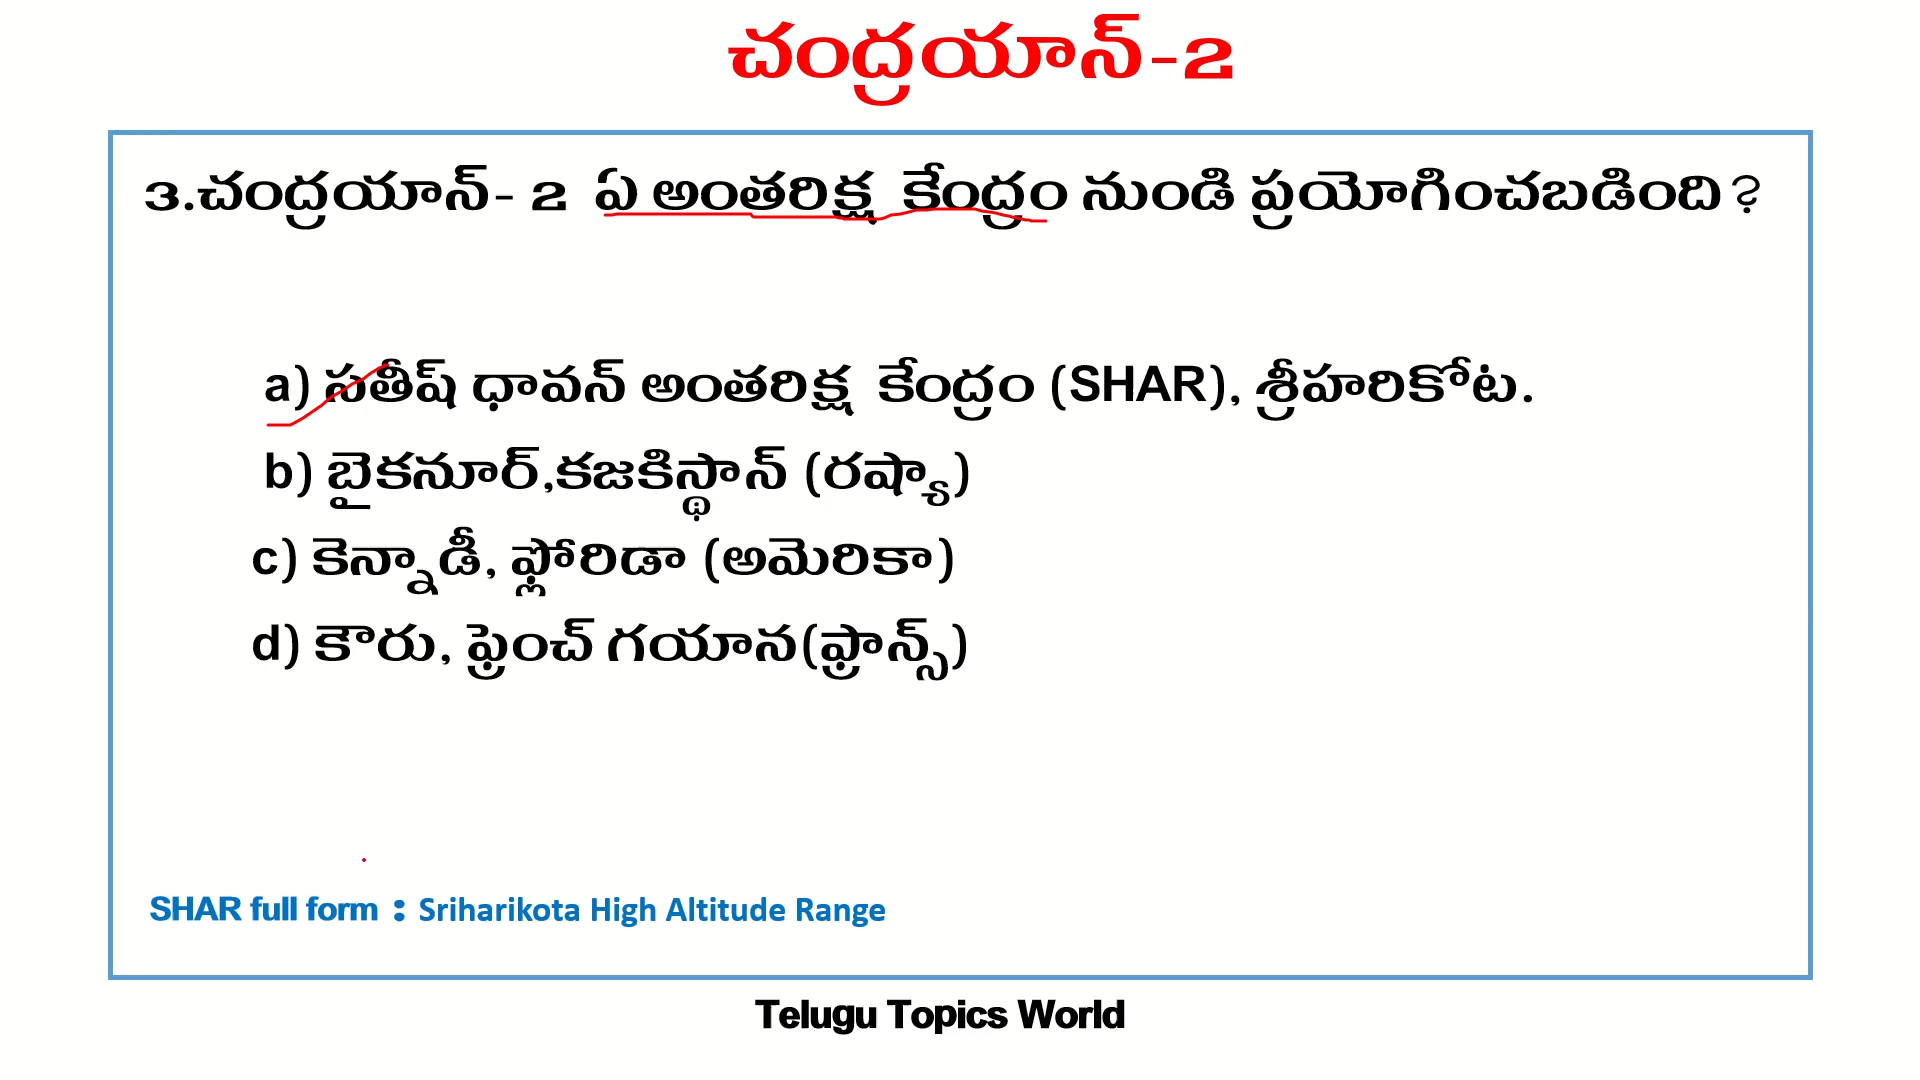 చంద్రయాన్-2
3.చంద్రయాన్- 2 ఏ అంతరిక్ష కేంద్రం నుండి ప్రయోగించబడింది?
a) సతీష్ ధావన్ అంతరిక్ష కేంద్రం (SHAR), శ్రీహరికోట.
b) బైకనూర్,కజకిస్థాన్ (రష్యా)
c) కెన్నాడీ, ఫ్లోరిడా (అమెరికా)
d) కౌరు, ఫ్రెంచ్ గయాన(ఫ్రాన్స్)
SHAR full form : Sriharikota High Altitude Range
Telugu Topics World